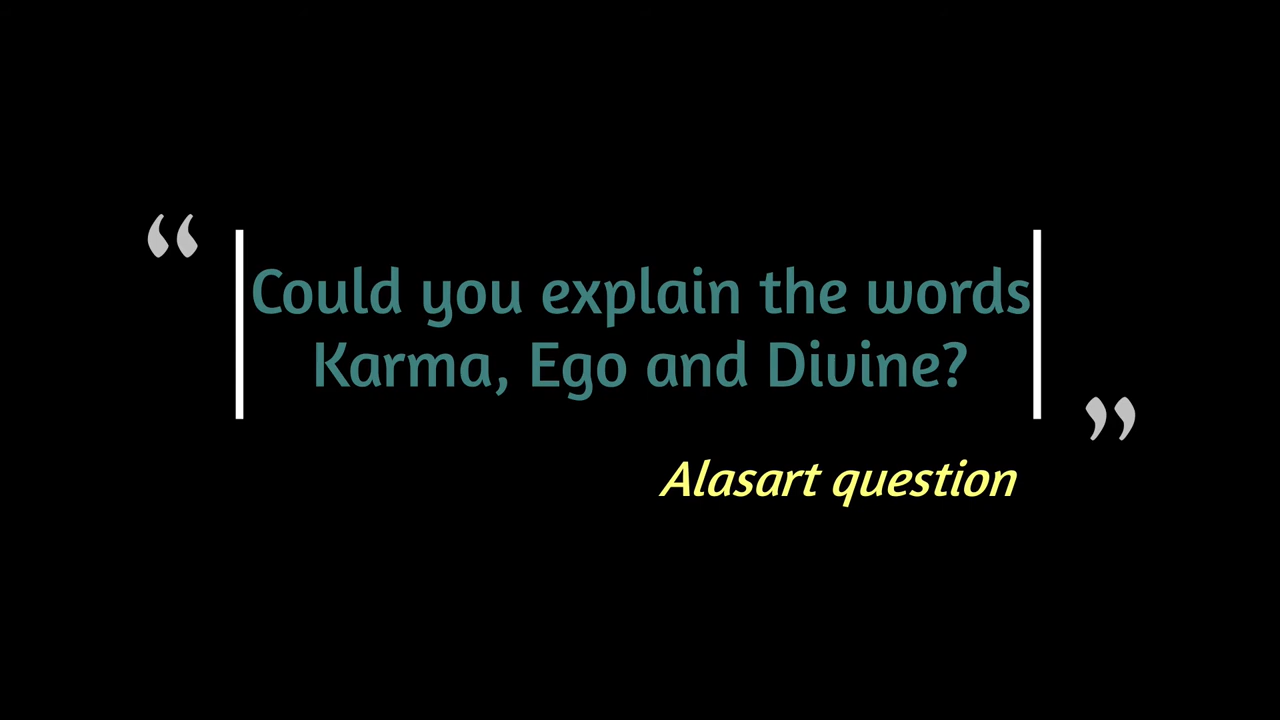 “
Could you explain the words
Karma, Ego and Divine?
”
Alasart question